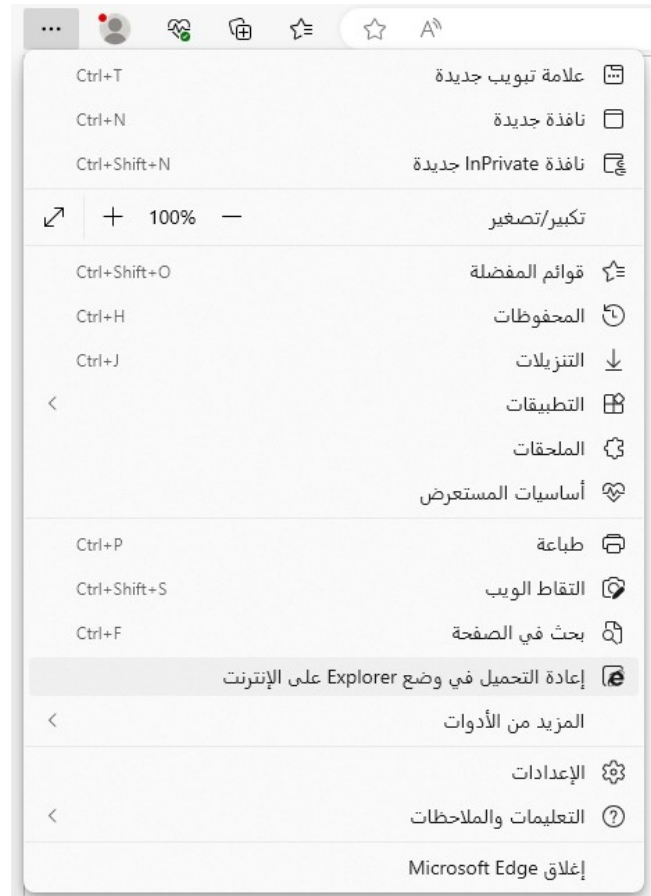 علامة تبويب جديدة Ctrl+T
نافذة جديدة Ctrl+N
نافذة InPrivate جديدة Ctrl+Shift+N
تكبير/تصغير — 100% +
قوائم المفضلة Ctrl+Shift+O
المحفوظات Ctrl+H
التنزيلات Ctrl+J
التطبيقات
الملحقات
أساسيات المستعرض
طباعة Ctrl+P
التقاط الويب Ctrl+Shift+S
بحث في الصفحة Ctrl+F
إعادة التحميل في وضع Explorer على الإنترنت
المزيد من الأدوات
الإعدادات
التعليمات والملاحظات
إغلاق Microsoft Edge